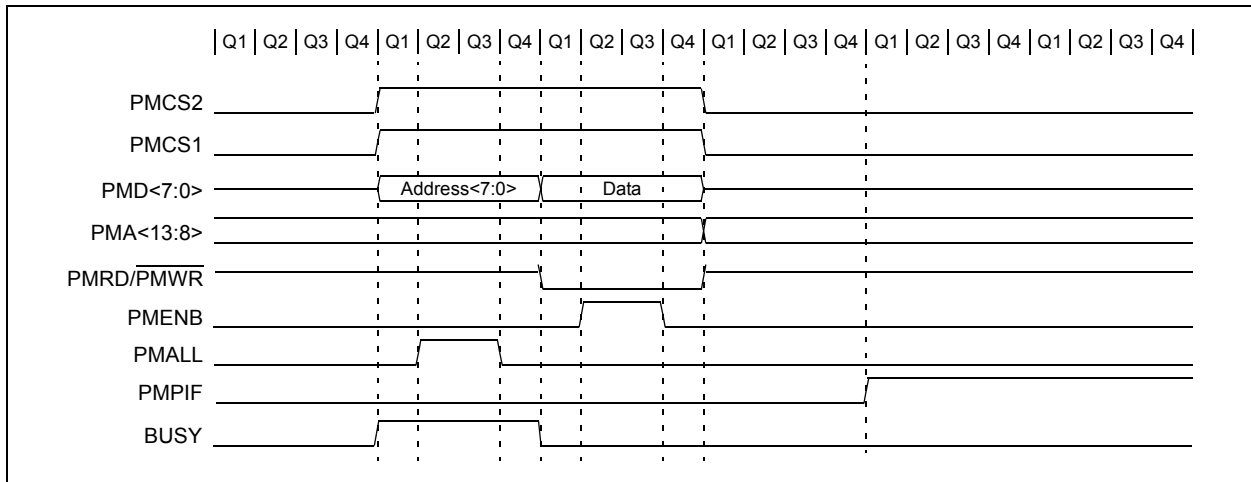 Q1 Q2 Q3 Q4 Q1 Q2 Q3 Q4 Q1 Q2 Q3 Q4 Q1 Q2 Q3 Q4 Q1 Q2 Q3 Q4 Q1 Q2 Q3 Q4
PMCS2
PMCS1
PMD<7:0> Address<7:0> Data
PMA<13:8>
PMRD/PMWR
PMENB
PMALL
PMPIF
BUSY